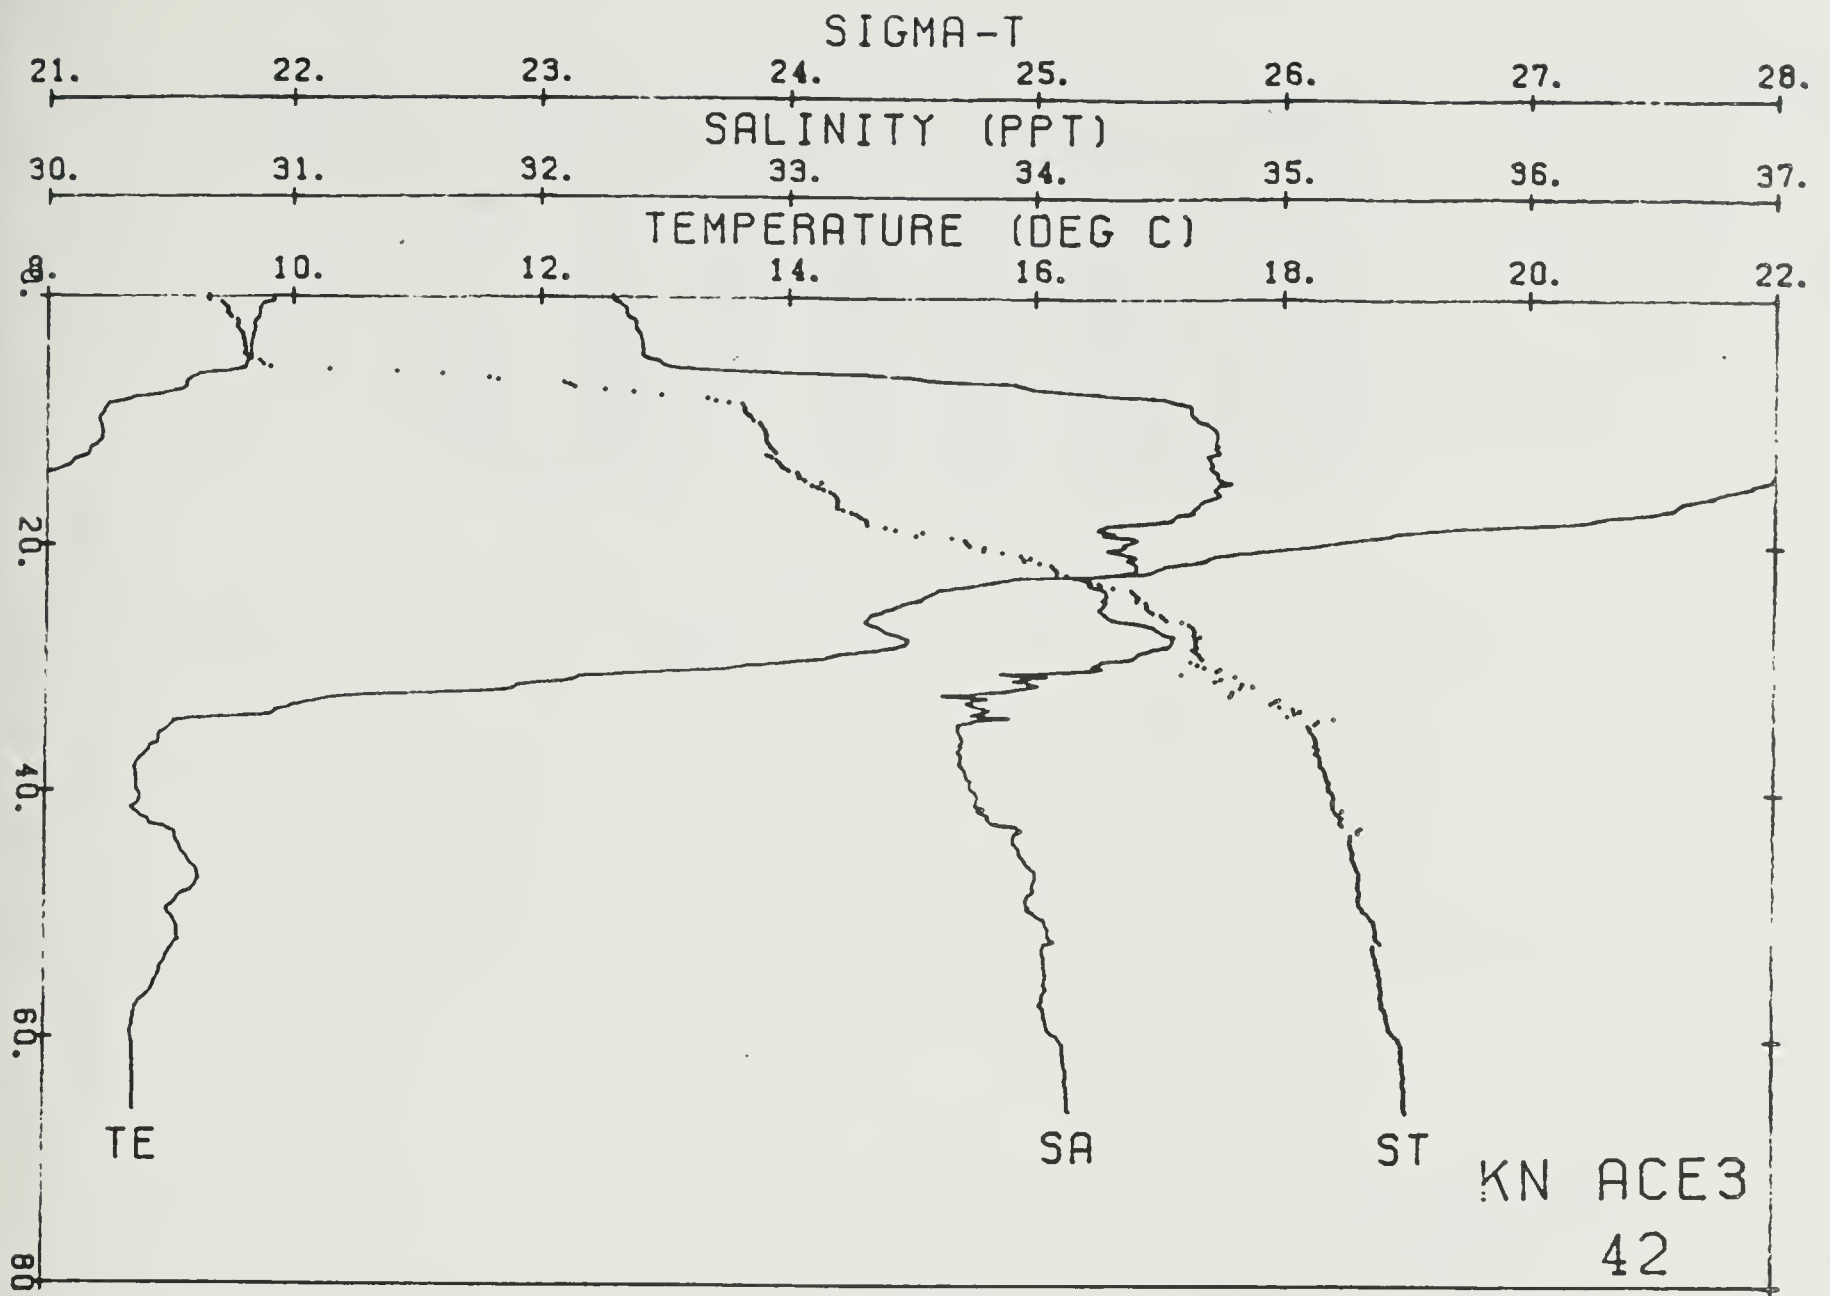 SIGMA-T
21. 22. 23. 24. 25. 26. 27. 28.
SALINITY (PPT)
30. 31. 32. 33. 34. 35. 36. 37.
TEMPERATURE (DEG C)
8. 10. 12. 14. 16. 18. 20. 22.
0.
20.
40.
60.
80
TE SA ST
KN ACE3
42